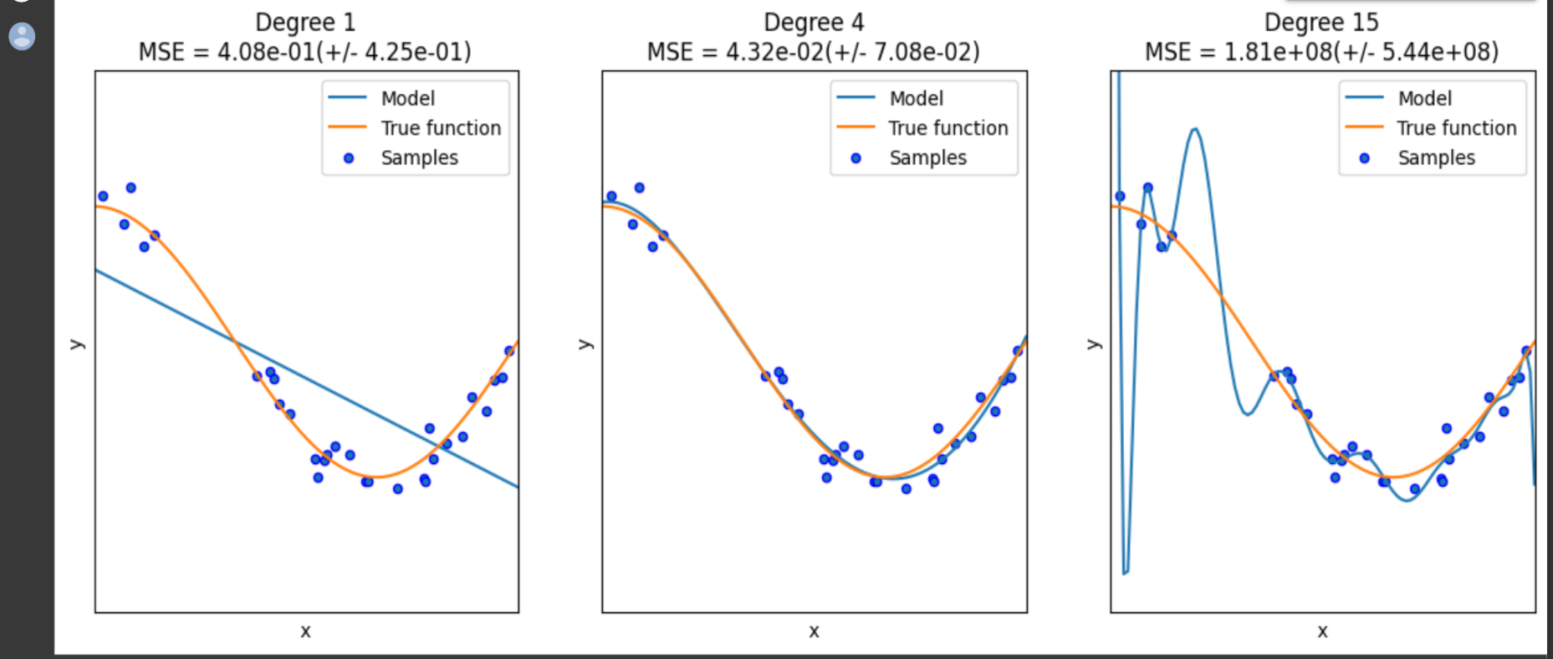 Degree 1
MSE = 4.08e-01(+/- 4.25e-01)
Model
True function
Samples
y
x
Degree 4
MSE = 4.32e-02(+/- 7.08e-02)
Model
True function
Samples
y
x
Degree 15
MSE = 1.81e+08(+/- 5.44e+08)
Model
True function
Samples
y
x